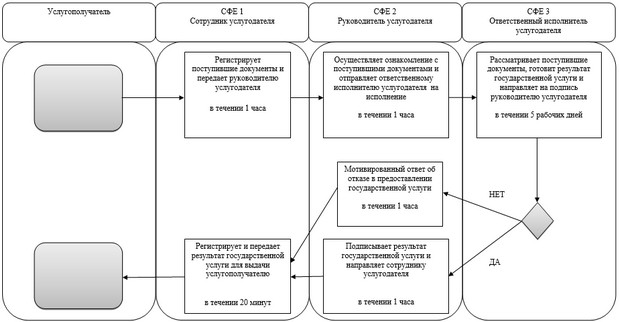 Услугополучатель
СФЕ 1
Сотрудник услугодателя
СФЕ 2
Руководитель услугодателя
СФЕ 3
Ответственный исполнитель
услугодателя
Регистрирует
поступившие документы и
передает руководителю
услугодателя
в течении 1 часа
Осуществляет ознакомление с
поступившими документами и
отправляет ответственному
исполнителю услугодателя на
исполнение
в течении 1 часа
Рассматривает поступившие
документы, готовит результат
государственной услуги и
направляет на подпись
руководителю услугодателя
в течении 5 рабочих дней
Мотивированный ответ об
отказе в предоставлении
государственной услуги
в течении 1 часа
НЕТ
Регистрирует и передает
результат государственной
услуги для выдачи
услугополучателю
в течении 20 минут
Подписывает результат
государственной услуги и
направляет сотруднику
услугодателя
в течении 1 часа
ДА